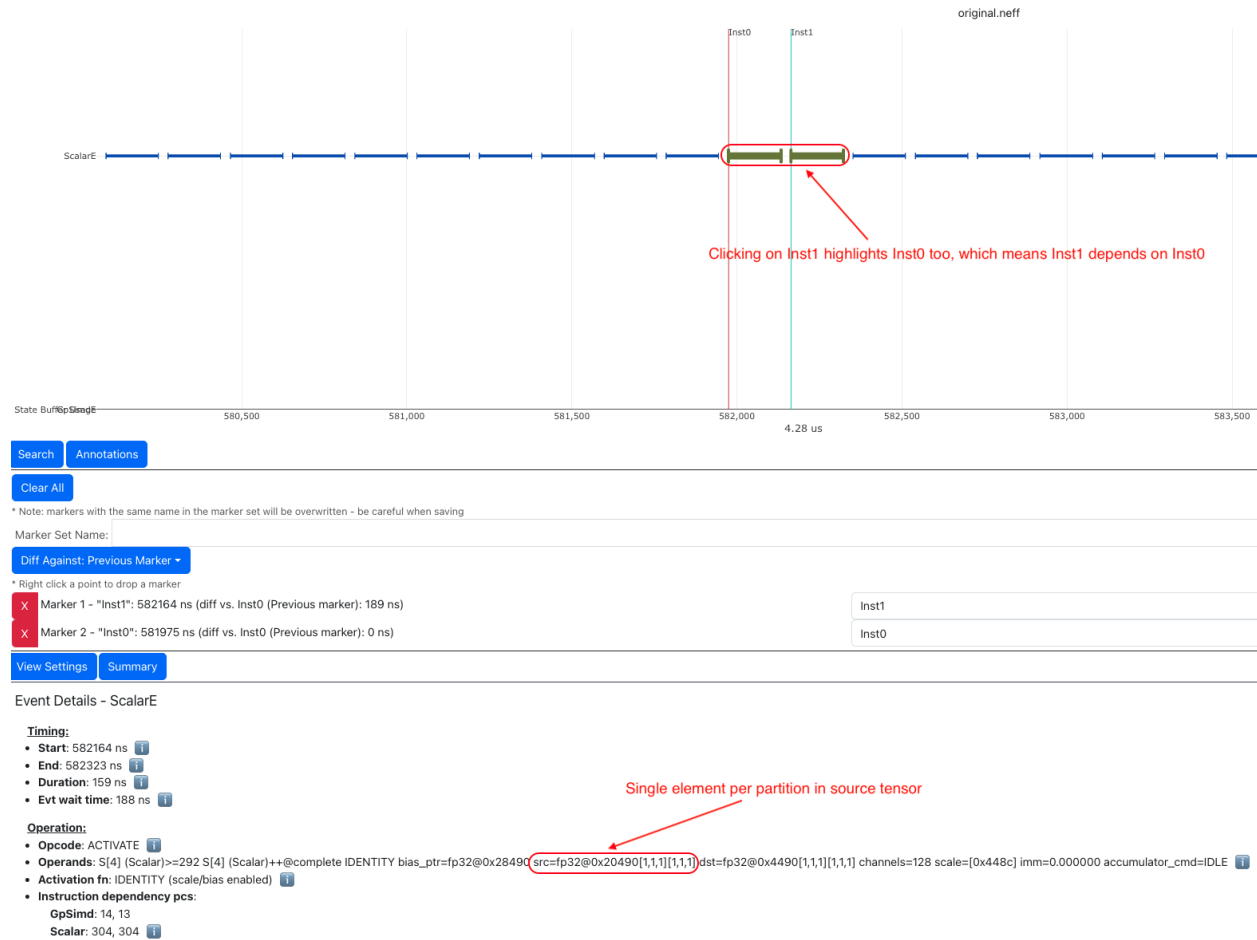 original.neff
Inst0 Inst1
ScalarE
Clicking on Inst1 highlights Inst0 too, which means Inst1 depends on Inst0
580,500 581,000 581,500 582,000 582,500 583,000 583,500
4.28 us
Search Annotations
Clear All
* Note: markers with the same name in the marker set will be overwritten - be careful when saving
Marker Set Name:
Diff Against: Previous Marker
* Right click a point to drop a marker
X Marker 1 - "Inst1": 582164 ns (diff vs. Inst0 (Previous marker): 189 ns) Inst1
X Marker 2 - "Inst0": 581975 ns (diff vs. Inst0 (Previous marker): 0 ns) Inst0
View Settings Summary
Event Details - ScalarE
Timing:
• Start: 582164 ns i
• End: 582323 ns i
• Duration: 159 ns i
• Evt wait time: 188 ns i
Single element per partition in source tensor
Operation:
• Opcode: ACTIVATE i
• Operands: S[4] (Scalar)>=292 S[4] (Scalar)++@complete IDENTITY bias_ptr=fp32@0x28490 src=fp32@0x20490[1,1,1][1,1,1] dst=fp32@0x4490[1,1,1][1,1,1] channels=128 scale=[0x448c] imm=0.000000 accumulator_cmd=IDLE i
• Activation fn: IDENTITY (scale/bias enabled) i
• Instruction dependency pcs:
GpSimd: 14, 13
Scalar: 304, 304 i